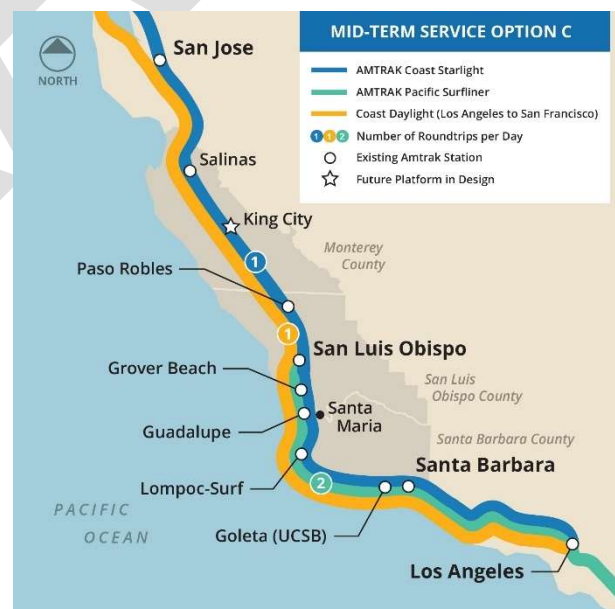 MID-TERM SERVICE OPTION C
AMTRAK Coast Starlight
AMTRAK Pacific Surfliner
Coast Daylight (Los Angeles to San Francisco)
1 1 2 Number of Roundtrips per Day
Existing Amtrak Station
Future Platform in Design
NORTH
San Jose
Salinas
King City
1
Monterey
County
Paso Robles
1
San Luis Obispo
Grover Beach
San Luis
Obispo County
Santa
Maria
Guadalupe
Santa Barbara County
Santa Barbara
Lompoc-Surf
2
PACIFIC
OCEAN
Goleta (UCSB)
Los Angeles